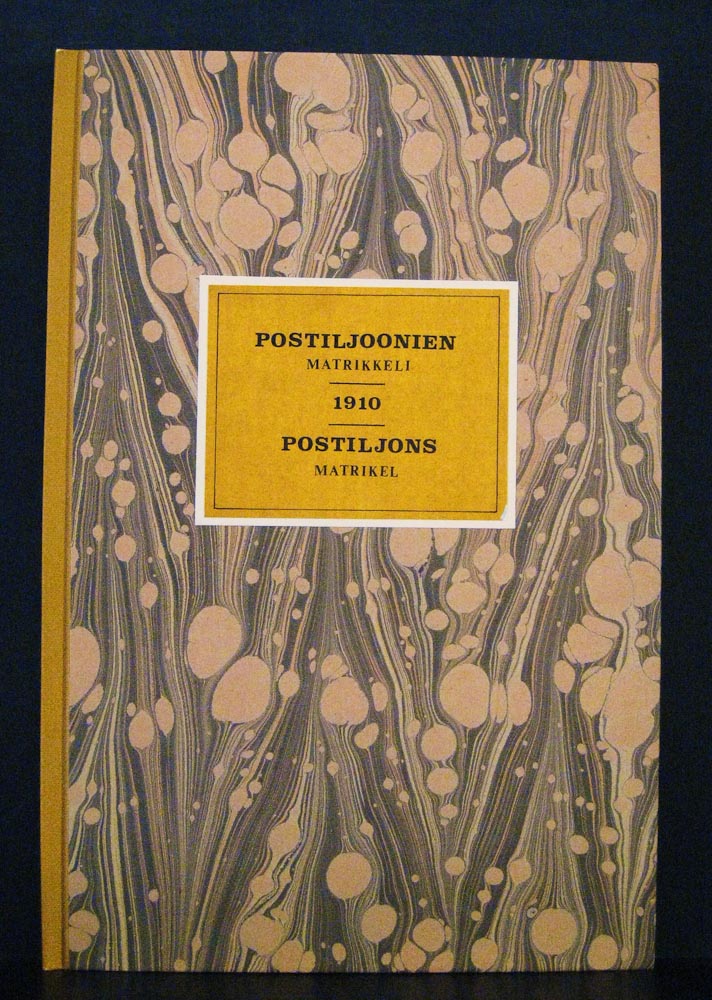 POSTILJOONIEN
MATRIKKELI
1910
POSTILJONS
MATRIKEL